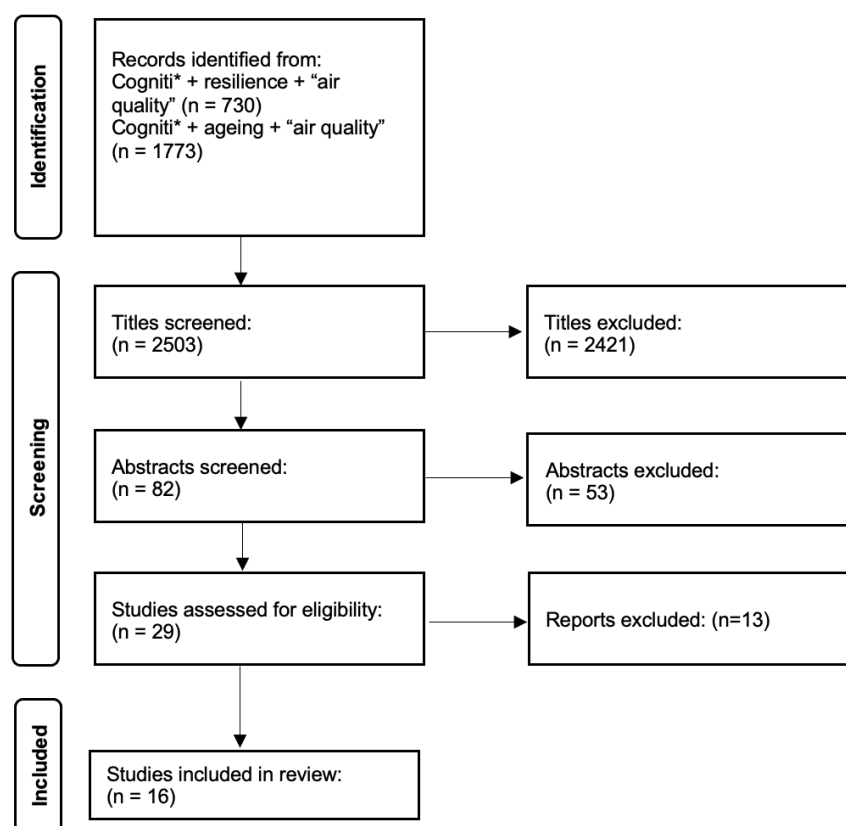 Identification
Records identified from:
Cogniti* + resilience + “air
quality” (n = 730)
Cogniti* + ageing + “air quality”
(n = 1773)
Screening
Titles screened:
(n = 2503)
Titles excluded:
(n = 2421)
Abstracts screened:
(n = 82)
Abstracts excluded:
(n = 53)
Studies assessed for eligibility:
(n = 29)
Reports excluded: (n=13)
Included
Studies included in review:
(n = 16)